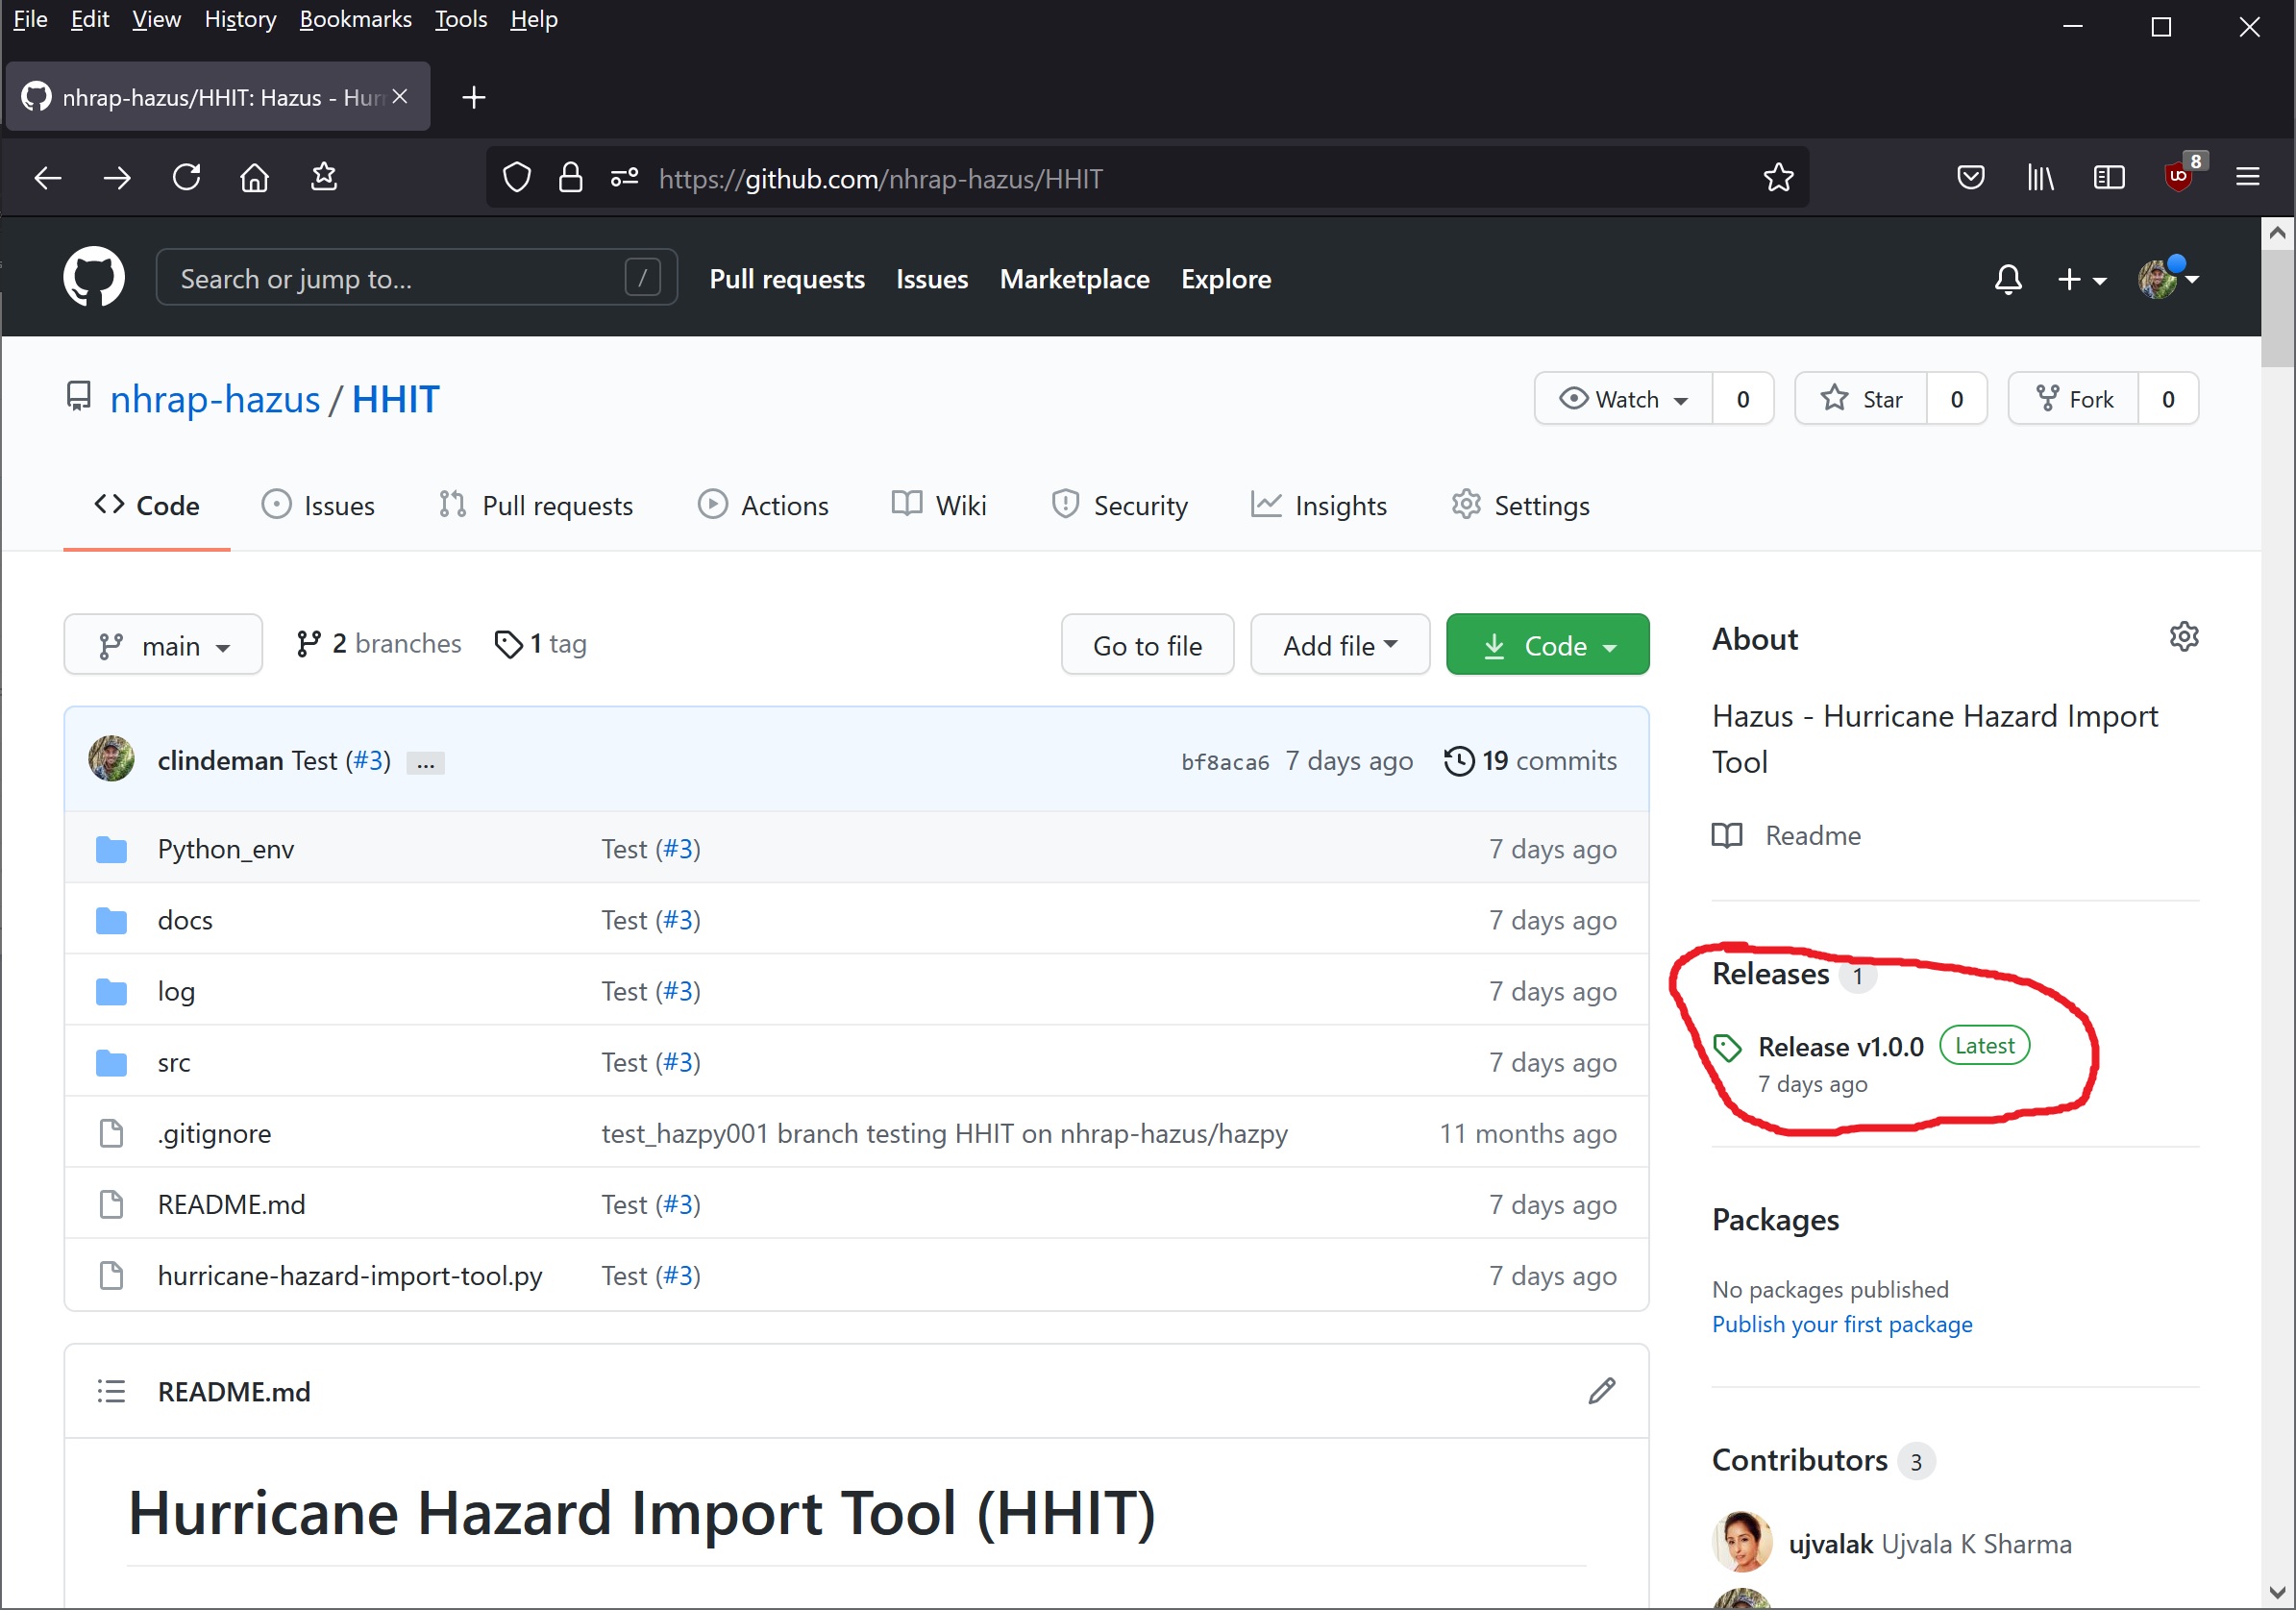 File Edit View History Bookmarks Tools Help
nhrap-hazus/HHIT: Hazus - Hurr
https://github.com/nhrap-hazus/HHIT
8
Search or jump to... /
Pull requests Issues Marketplace Explore
nhrap-hazus / HHIT
Watch 0
Star 0
Fork 0
Code Issues Pull requests Actions Wiki Security Insights Settings
main 2 branches 1 tag
Go to file Add file Code
clindeman Test (#3) ... bf8aca6 7 days ago 19 commits
Python_env Test (#3) 7 days ago
docs Test (#3) 7 days ago
log Test (#3) 7 days ago
src Test (#3) 7 days ago
.gitignore test_hazpy001 branch testing HHIT on nhrap-hazus/hazpy 11 months ago
README.md Test (#3) 7 days ago
hurricane-hazard-import-tool.py Test (#3) 7 days ago
README.md
Hurricane Hazard Import Tool (HHIT)
About
Hazus - Hurricane Hazard Import
Tool
Readme
Releases 1
Release v1.0.0 Latest
7 days ago
Packages
No packages published
Publish your first package
Contributors 3
ujvalak Ujvala K Sharma